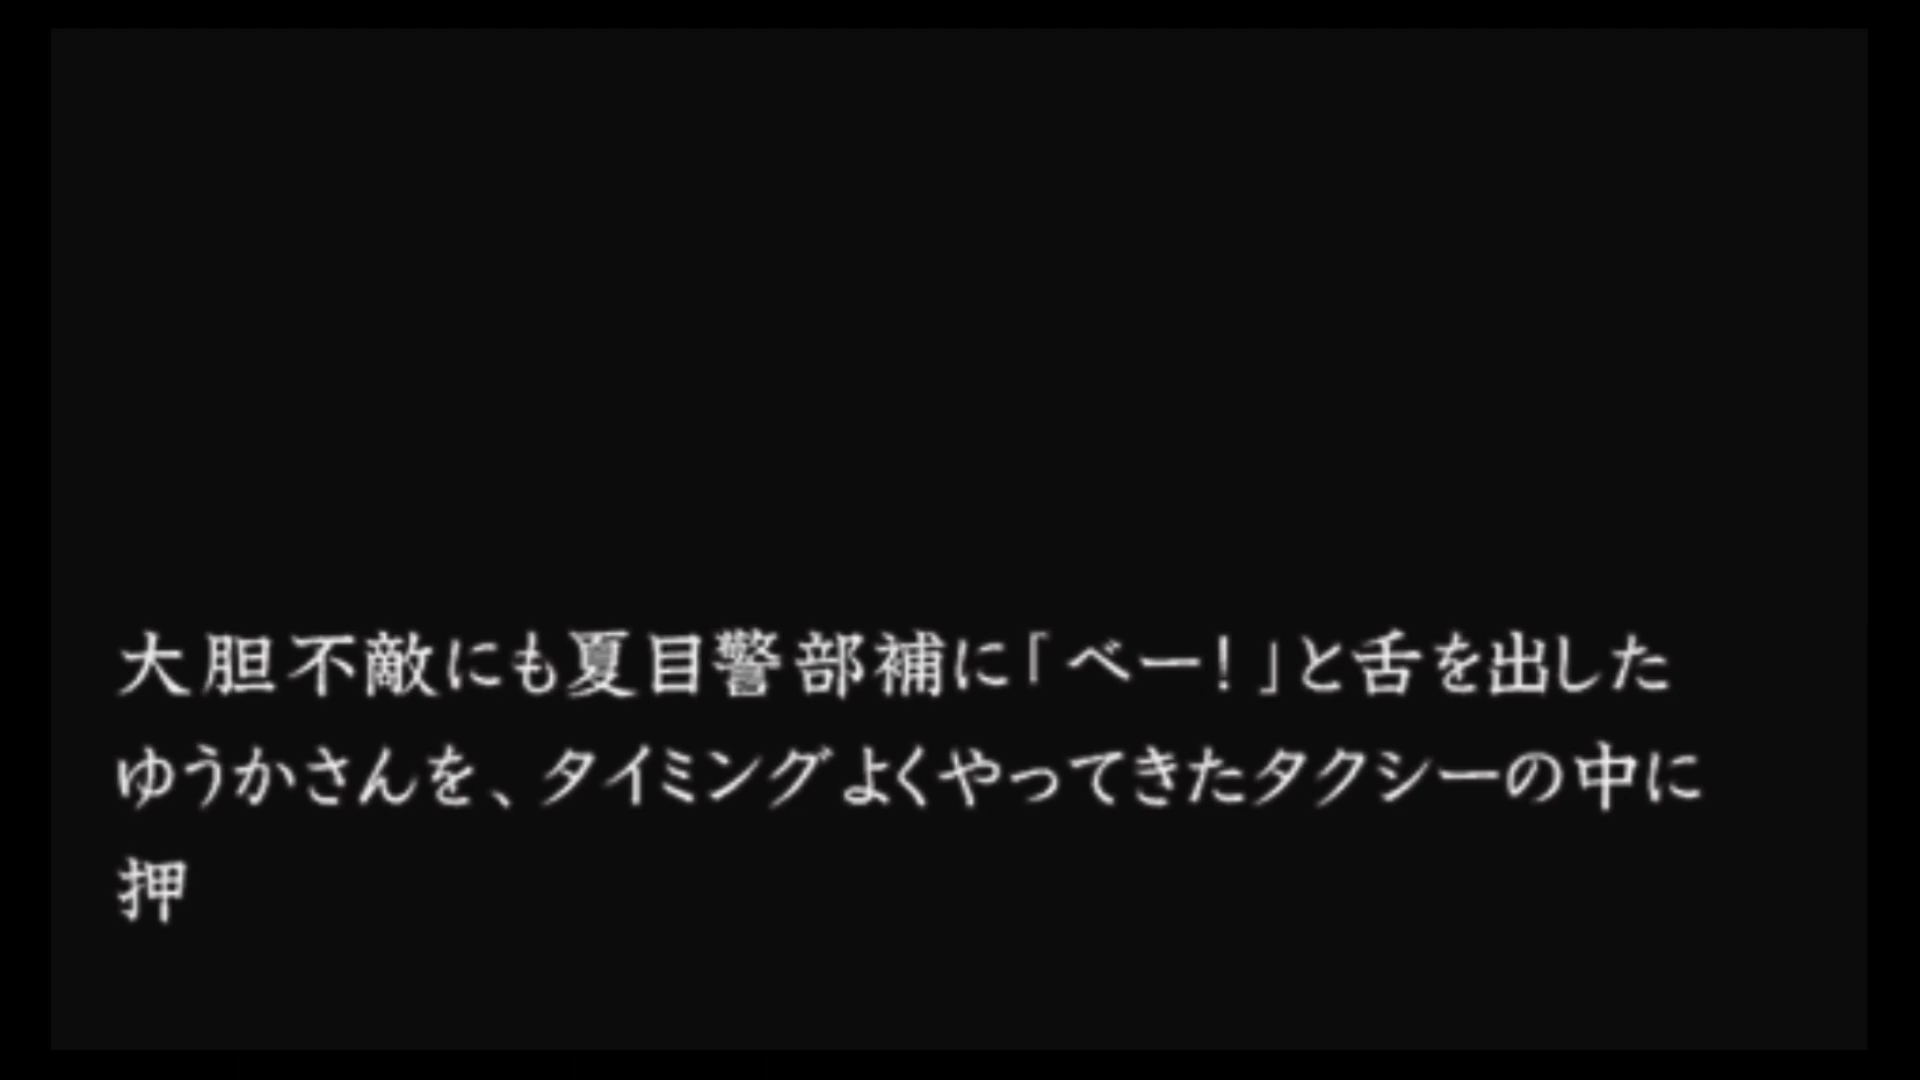 大胆不敵にも夏目警部補に「べー！」と舌を出した
ゆうかさんを、タイミングよくやってきたタクシーの中に
押